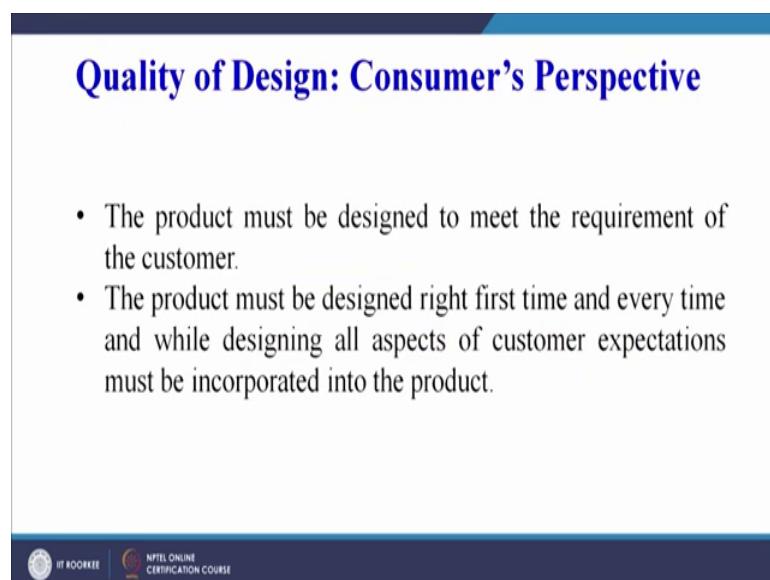 Quality of Design: Consumer's Perspective
• The product must be designed to meet the requirement of
the customer.
• The product must be designed right first time and every time
and while designing all aspects of customer expectations
must be incorporated into the product.
IIT ROORKEE
NPTEL ONLINE
CERTIFICATION COURSE